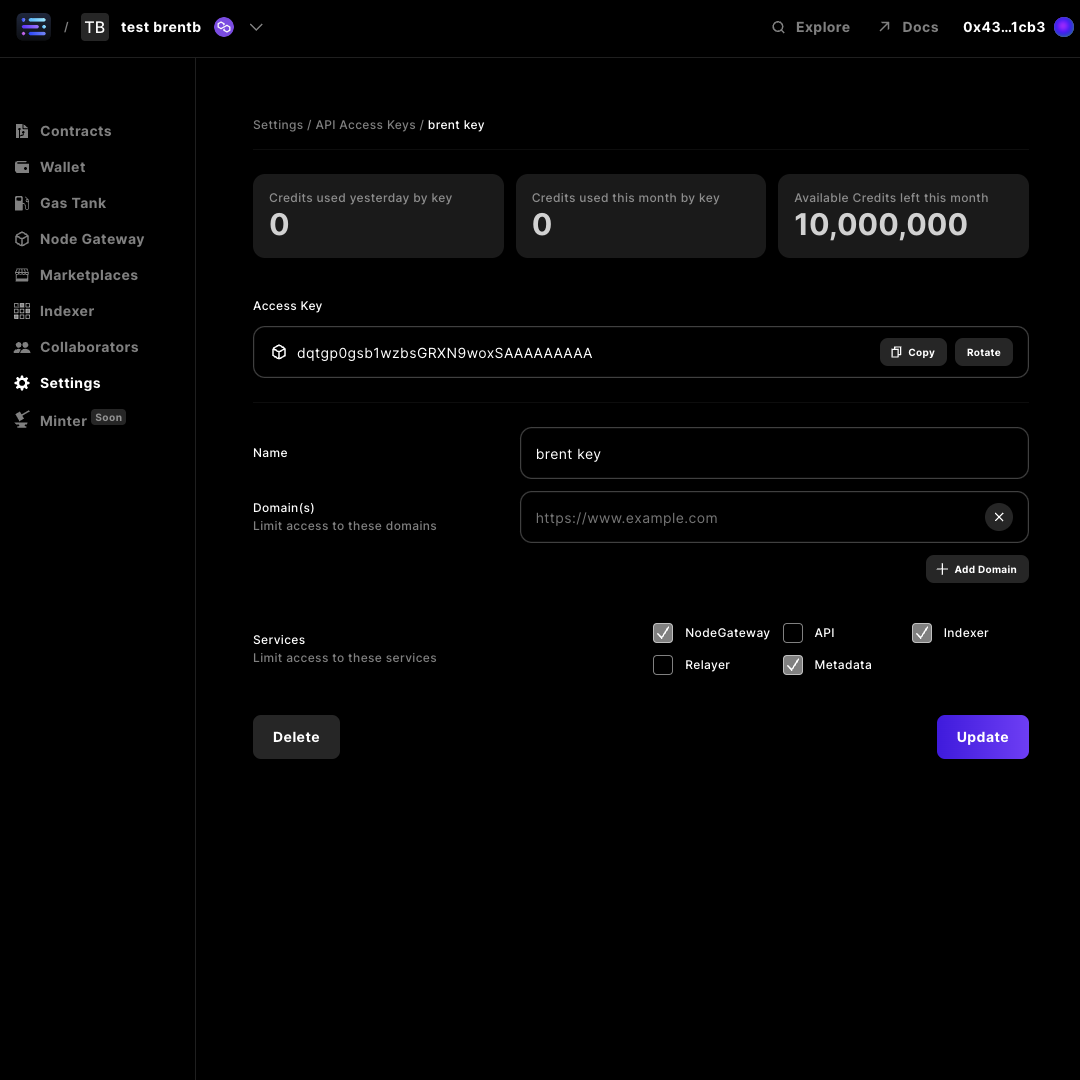 / TB test brentb
Explore Docs 0x43...1cb3
Contracts
Wallet
Gas Tank
Node Gateway
Marketplaces
Indexer
Collaborators
Settings
Minter Soon
Settings / API Access Keys / brent key
Credits used yesterday by key
0
Credits used this month by key
0
Available Credits left this month
10,000,000
Access Key
dqtgp0gsb1wzbsGRXN9woxSAAAAAAAAA
Copy
Rotate
Name
brent key
Domain(s)
Limit access to these domains
https://www.example.com
Add Domain
Services
Limit access to these services
NodeGateway API Indexer
Relayer Metadata
Delete
Update